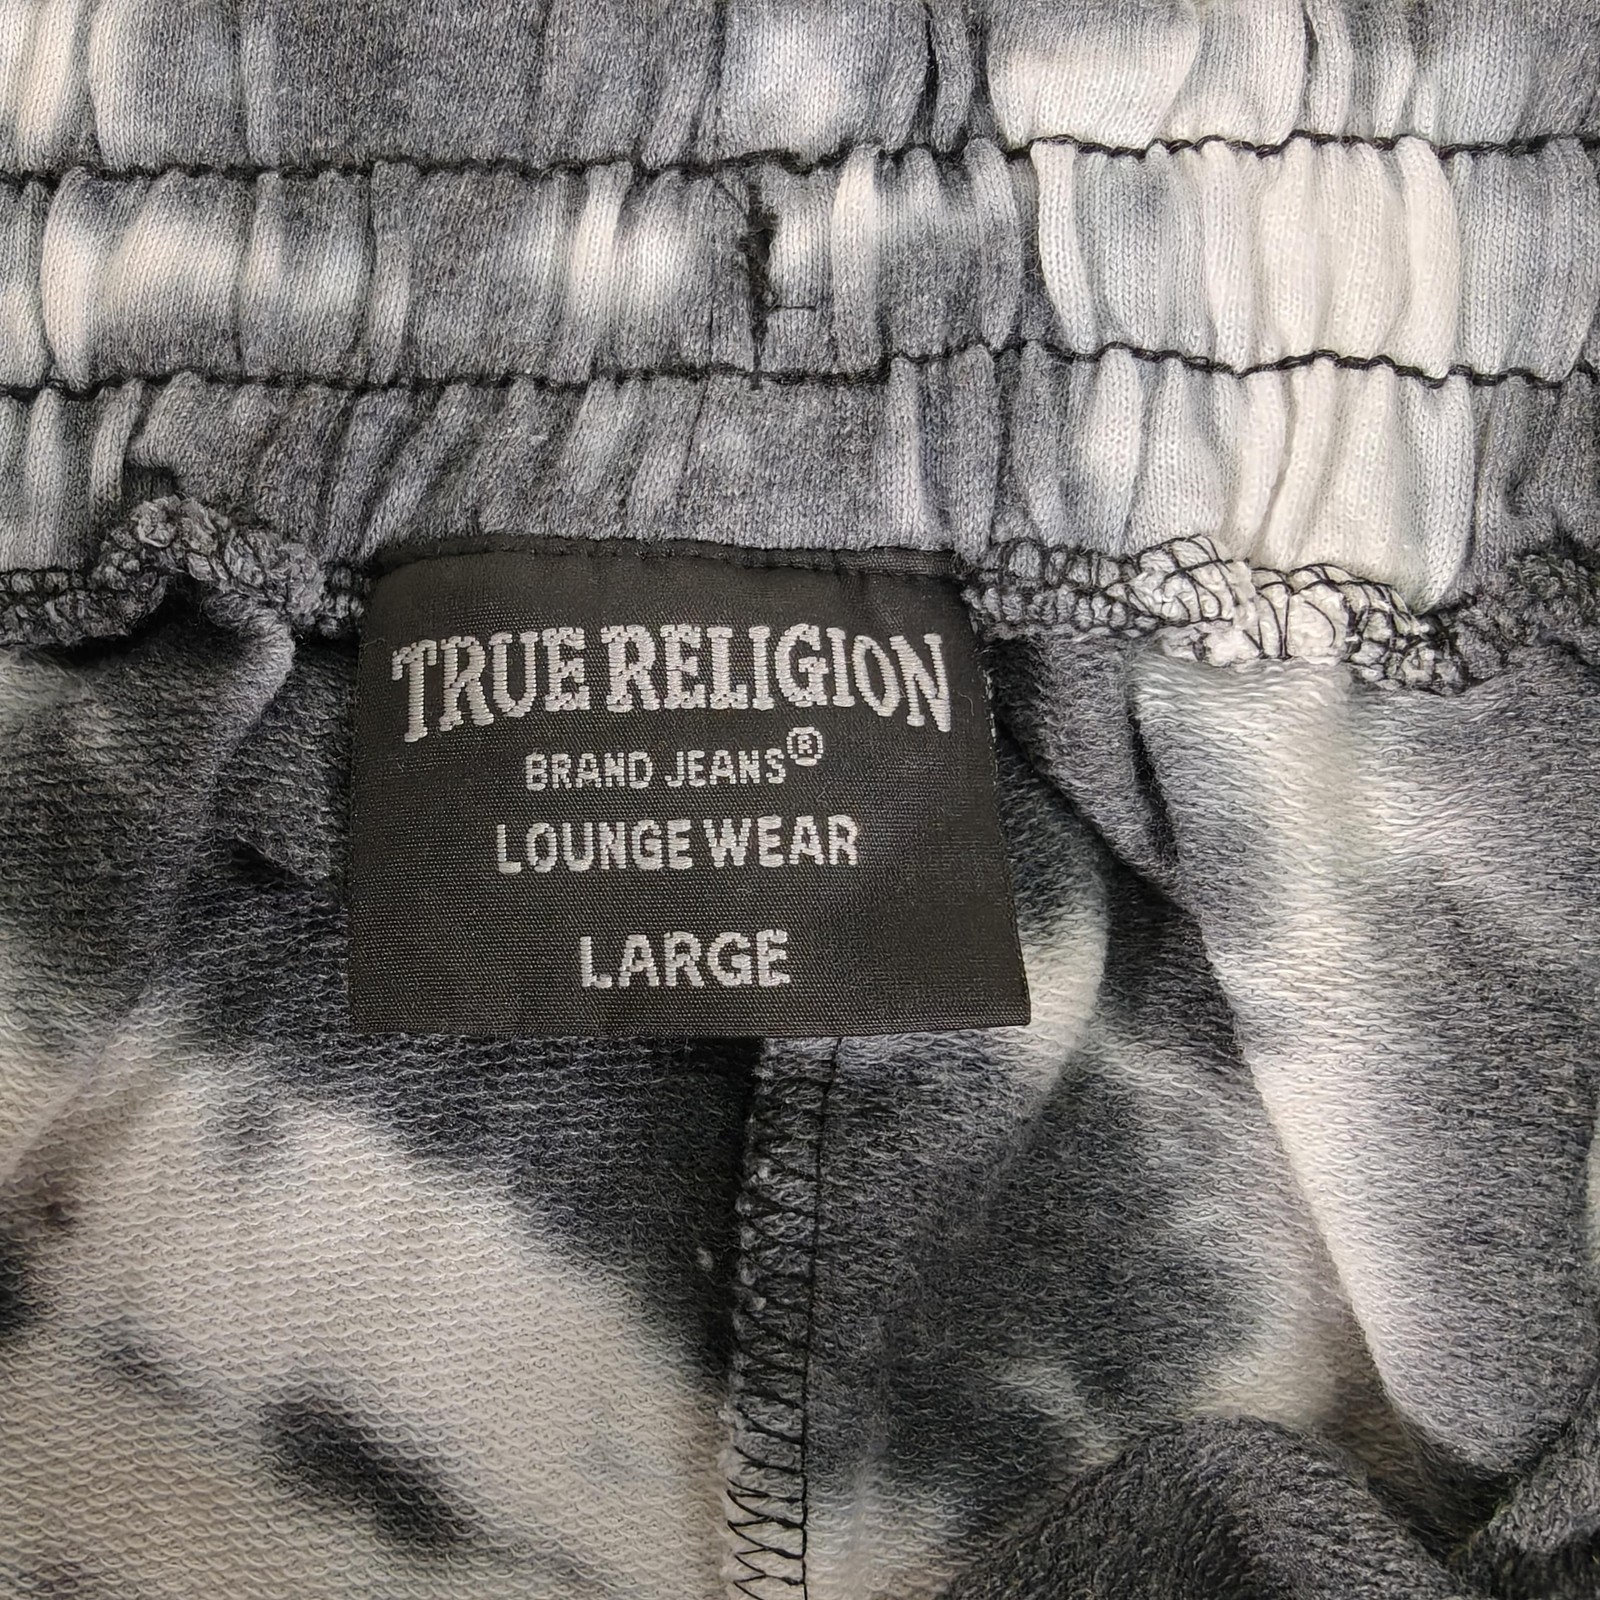 TRUE RELIGION
BRAND JEANS®
LOUNGE WEAR
LARGE